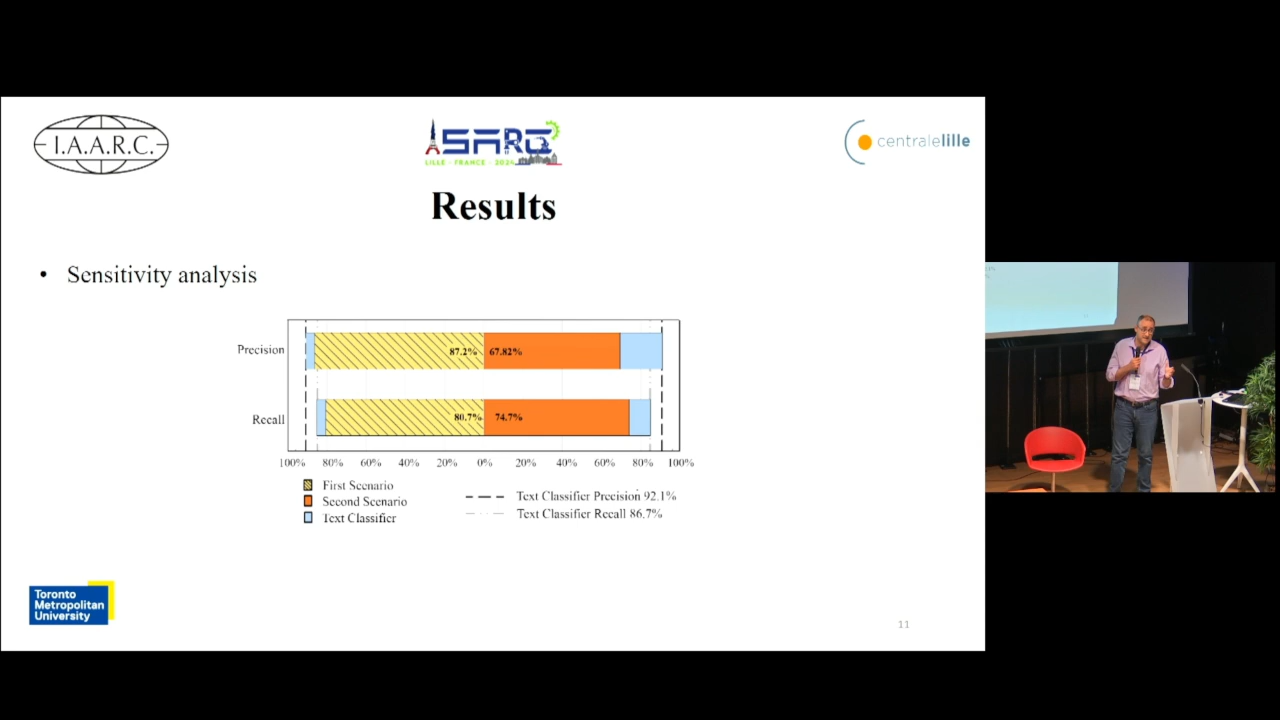 I.A.A.R.C.
ISARC
LILLE - FRANCE - 2024
centralelille
Results
• Sensitivity analysis
Precision
87.2%
67.82%
Recall
80.7%
74.7%
100% 80% 60% 40% 20% 0% 20% 40% 60% 80% 100%
First Scenario
Second Scenario
Text Classifier
Text Classifier Precision 92.1%
Text Classifier Recall 86.7%
Toronto
Metropolitan
University
11